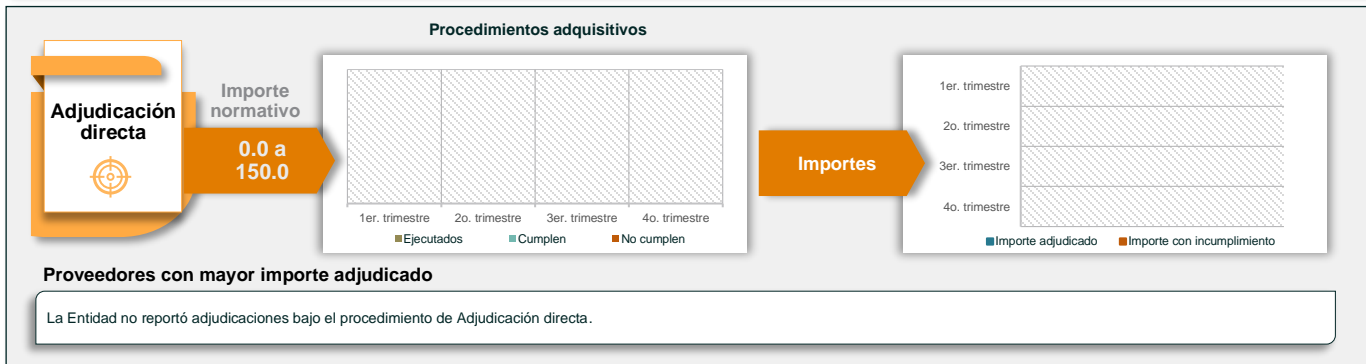 Procedimientos adquisitivos
Adjudicación
directa
Importe
normativo
0.0 a
150.0
1er. trimestre 2o. trimestre 3er. trimestre 4o. trimestre
Ejecutados Cumplen No cumplen
Importes
1er. trimestre
2o. trimestre
3er. trimestre
4o. trimestre
Importe adjudicado Importe con incumplimiento
Proveedores con mayor importe adjudicado
La Entidad no reportó adjudicaciones bajo el procedimiento de Adjudicación directa.